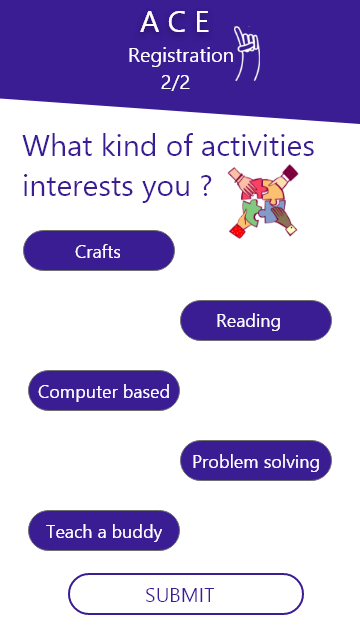 A C E
Registration
2/2
What kind of activities
interests you ?
Crafts
Reading
Computer based
Problem solving
Teach a buddy
SUBMIT